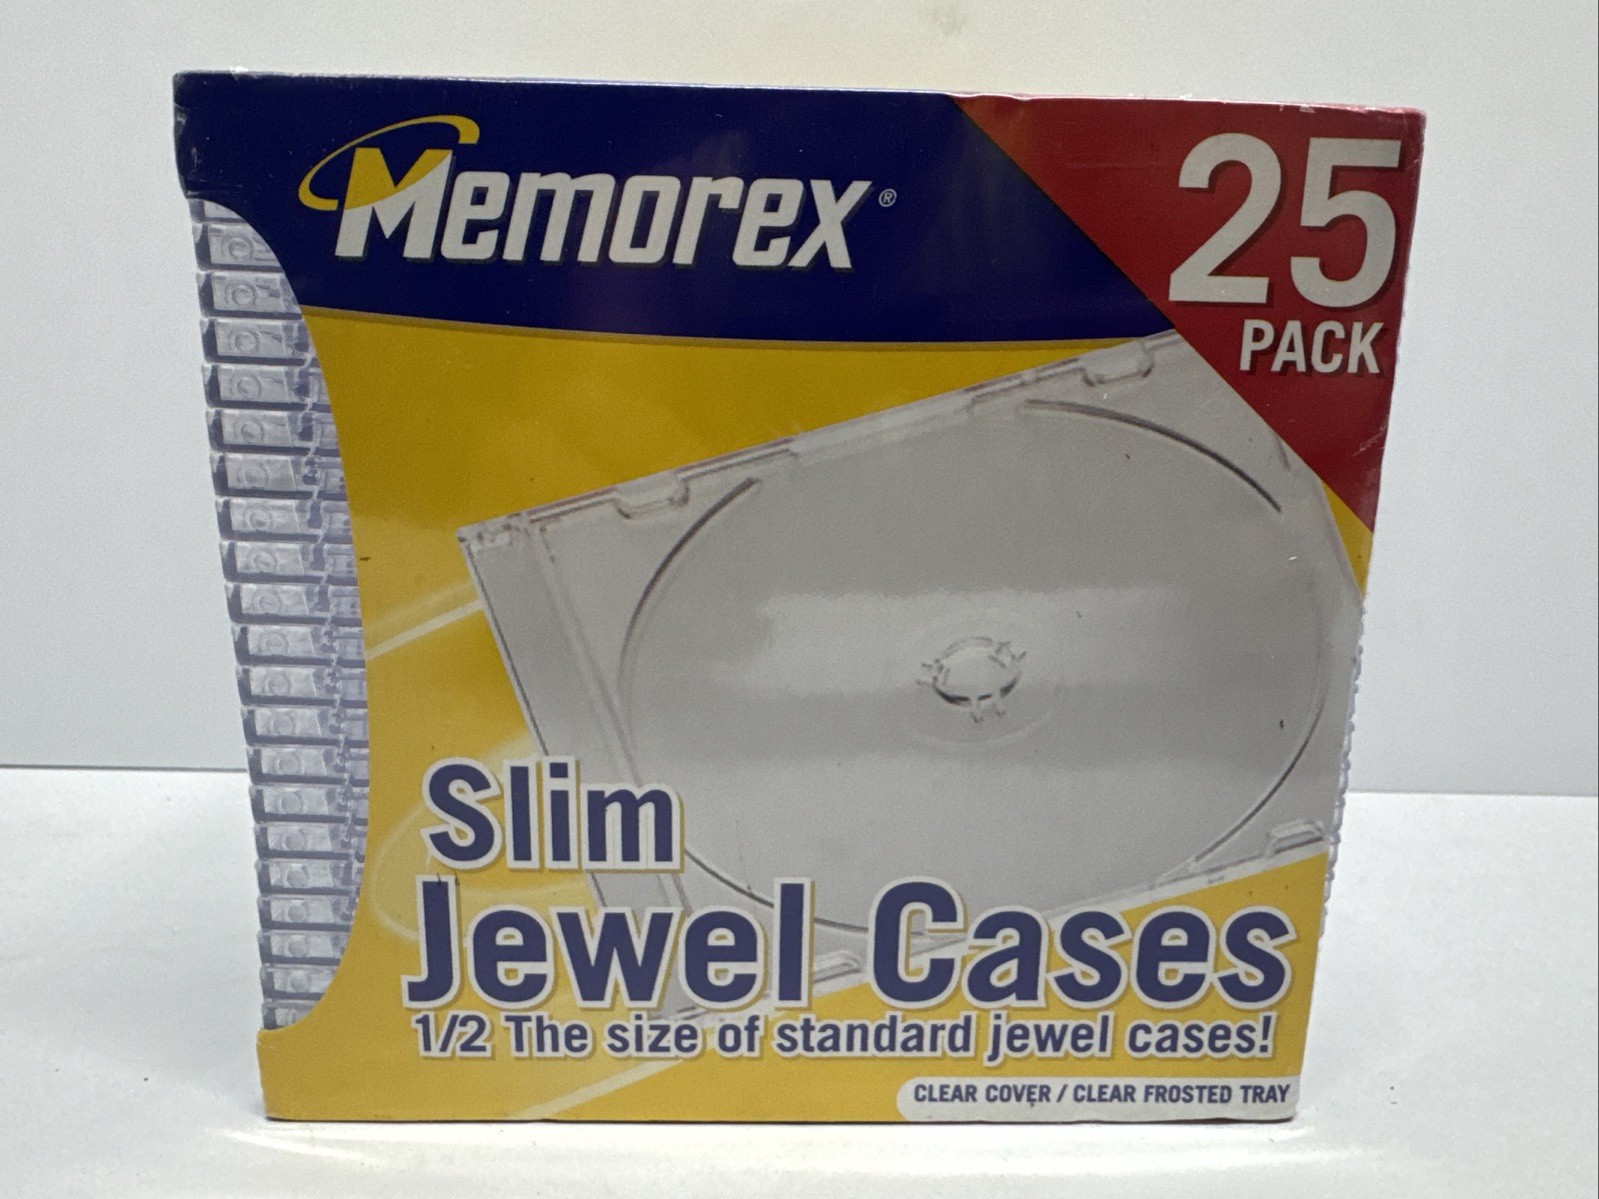 Memorex®
25
PACK
Slim
Jewel Cases
1/2 The size of standard jewel cases!
CLEAR COVER / CLEAR FROSTED TRAY